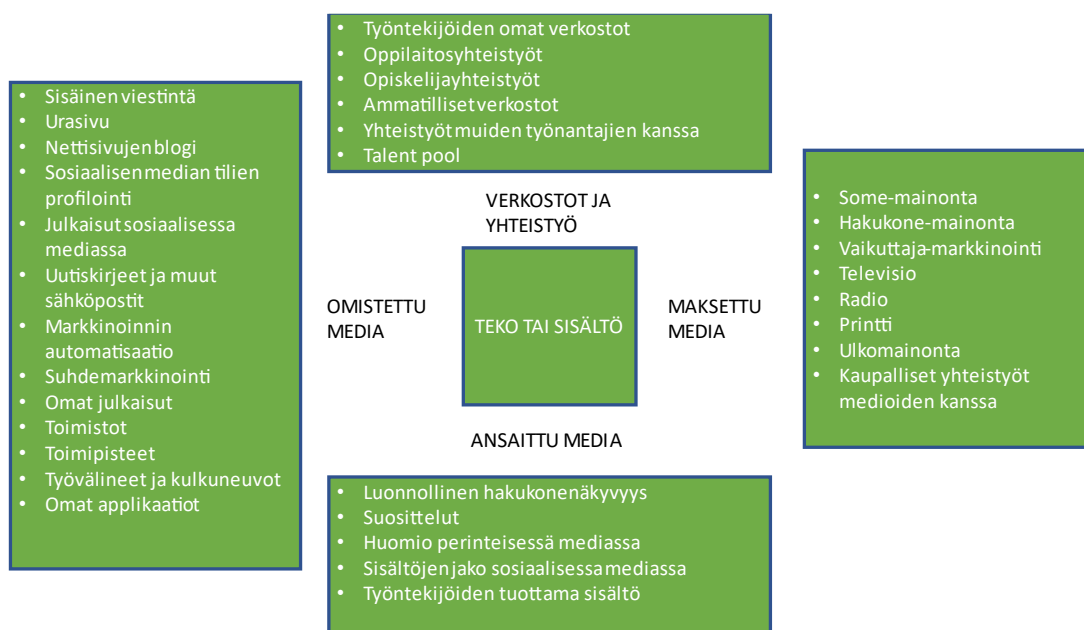 • Työntekijöiden omat verkostot
• Oppilaitosyhteistyöt
• Opiskelijayhteistyöt
• Ammatilliset verkostot
• Yhteistyöt muiden työnantajien kanssa
• Talent pool
• Sisäinen viestintä
• Urasivu
• Nettisivujen blogi
• Sosiaalisen median tilien
profilointi
• Julkaisut sosiaalisessa
mediassa
• Uutiskirjeet ja muut
sähköpostit
• Markkinoinnin
automatisaatio
• Suhdemarkkinointi
• Omat julkaisut
• Toimistot
• Toimipisteet
• Työvälineet ja kulkuneuvot
• Omat applikaatiot
VERKOSTOT JA
YHTEISTYÖ
OMISTETTU
MEDIA
TEKO TAI SISÄLTÖ
MAKSETTU
MEDIA
ANSAITTU MEDIA
• Some-mainonta
• Hakukone-mainonta
• Vaikuttaja-markkinointi
• Televisio
• Radio
• Printti
• Ulkomainonta
• Kaupalliset yhteistyöt
medioiden kanssa
• Luonnollinen hakukonenäkyvyys
• Suosittelut
• Huomio perinteisessä mediassa
• Sisältöjen jako sosiaalisessa mediassa
• Työntekijöiden tuottama sisältö